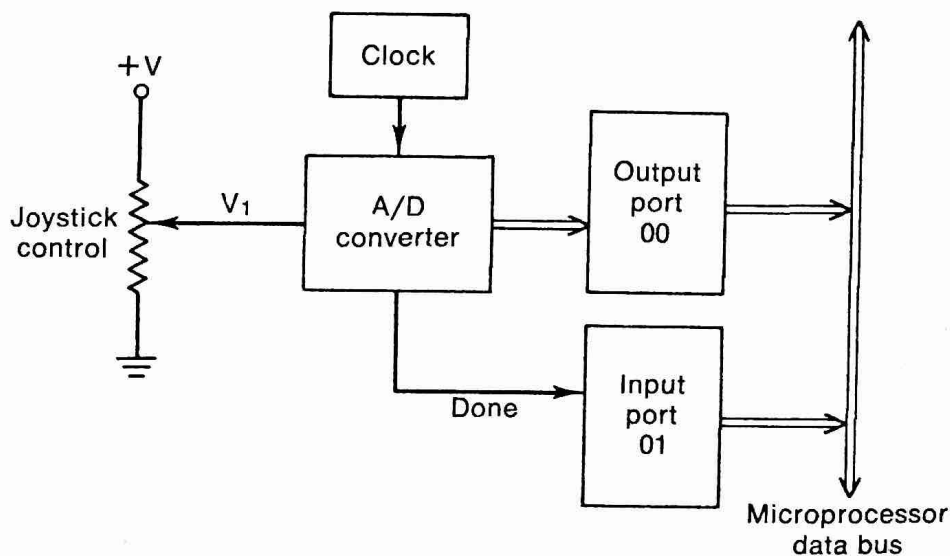 Clock
+V
Joystick
control
V1
A/D
converter
Output
port
00
Done
Input
port
01
Microprocessor
data bus